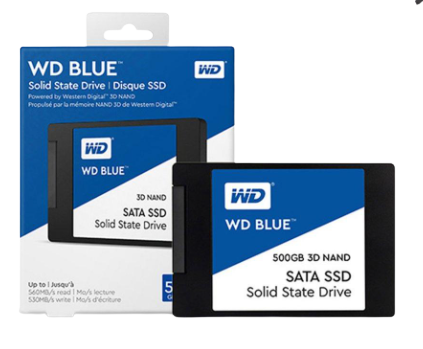 WD BLUE™
WD
Solid State Drive | Disque SSD
Powered by Western Digital™ 3D NAND
Propulsé par la mémoire NAND 3D de Western Digital™
WD
WD BLUE™
3D NAND
SATA SSD
Solid State Drive
Up to | Jusqu'à
560MB/s read | Mo/s lecture
530MB/s write | Mo/s d'écriture
WD
WD BLUE™
500GB 3D NAND
SATA SSD
Solid State Drive